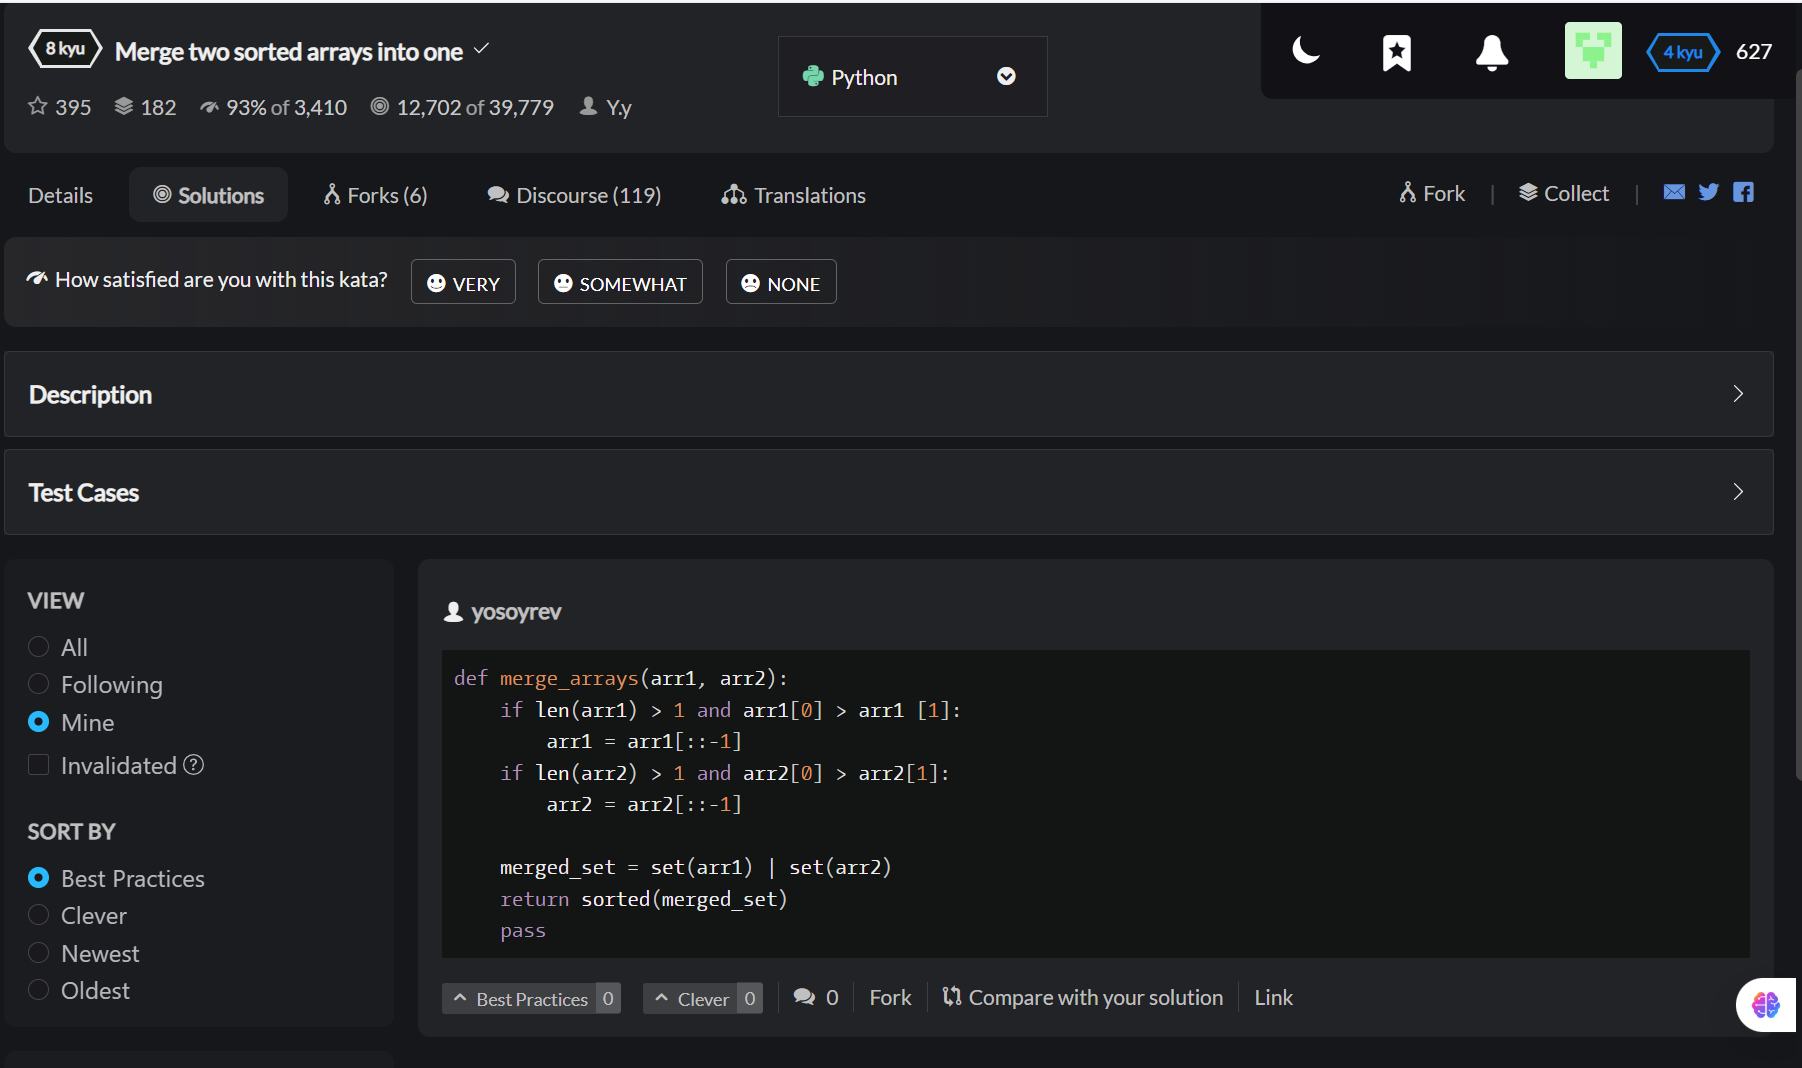 8 kyu Merge two sorted arrays into one
Python
4 kyu 627
395 182 93% of 3,410 12,702 of 39,779 Y.y
Details Solutions Forks (6) Discourse (119) Translations Fork | Collect |
How satisfied are you with this kata? VERY SOMEWHAT NONE
Description
Test Cases
VIEW
All
Following
Mine
Invalidated
SORT BY
Best Practices
Clever
Newest
Oldest
yosoyrev
def merge_arrays(arr1, arr2):
    if len(arr1) > 1 and arr1[0] > arr1 [1]:
        arr1 = arr1[::-1]
    if len(arr2) > 1 and arr2[0] > arr2[1]:
        arr2 = arr2[::-1]
    merged_set = set(arr1) | set(arr2)
    return sorted(merged_set)
    pass
Best Practices 0 Clever 0 0 Fork Compare with your solution Link